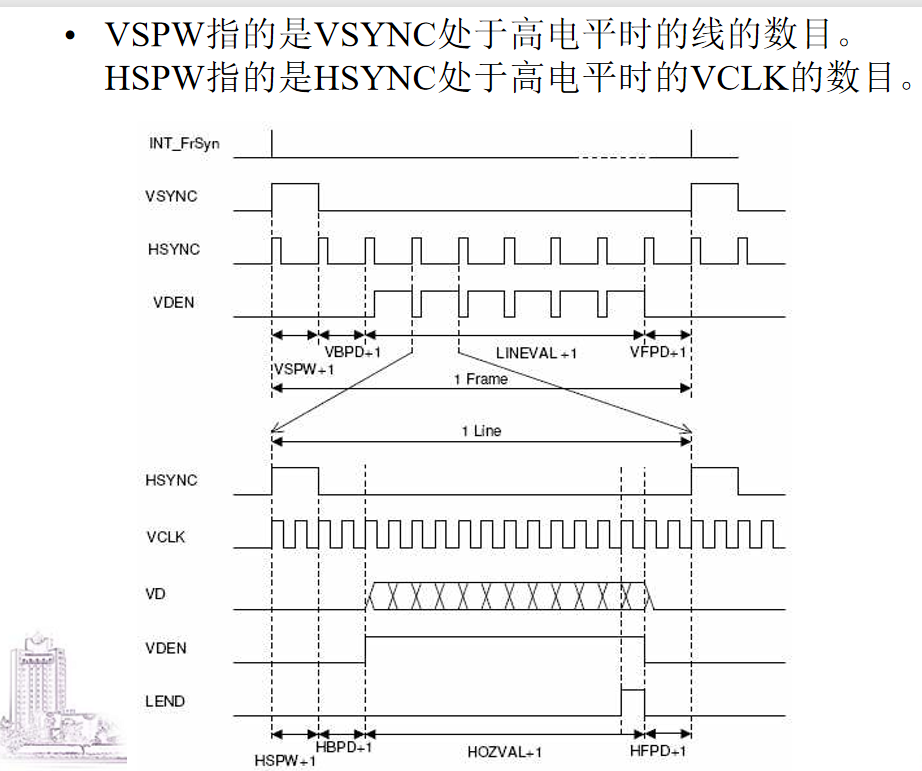 • VSPW指的是VSYNC处于高电平时的线的数目。
HSPW指的是HSYNC处于高电平时的VCLK的数目。
INT_FrSyn
VSYNC
HSYNC
VDEN
VBPD+1
LINEVAL +1
VFPD+1
VSPW+1
1 Frame
1 Line
HSYNC
VCLK
VD
VDEN
LEND
HSPW+1
HBPD+1
HOZVAL+1
HFPD+1